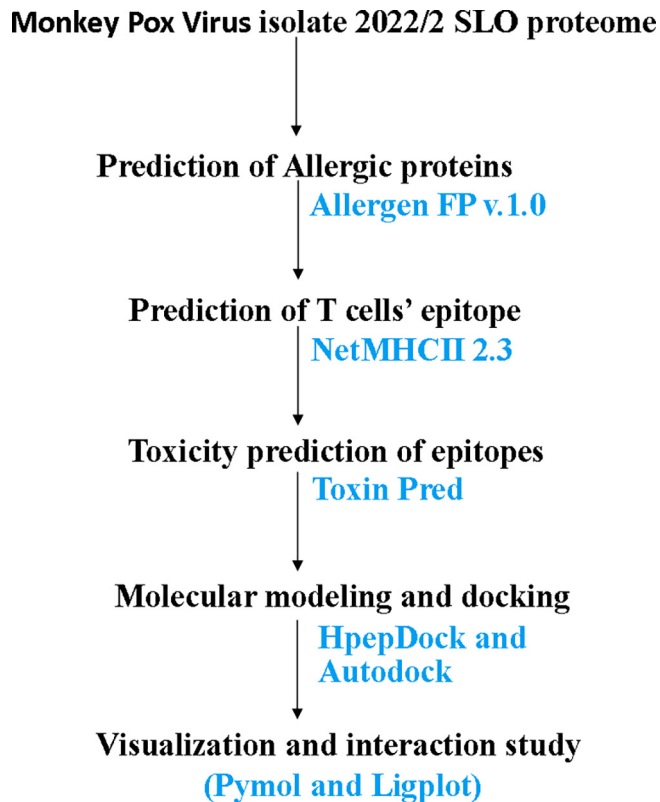 Monkey Pox Virus isolate 2022/2 SLO proteome
Prediction of Allergic proteins
Allergen FP v.1.0
Prediction of T cells’ epitope
NetMHCII 2.3
Toxicity prediction of epitopes
Toxin Pred
Molecular modeling and docking
HpepDock and
Autodock
Visualization and interaction study
(Pymol and Ligplot)